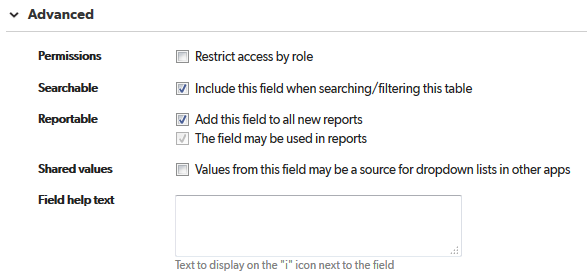 Advanced
Permissions Restrict access by role
Searchable Include this field when searching/filtering this table
Reportable Add this field to all new reports
The field may be used in reports
Shared values Values from this field may be a source for dropdown lists in other apps
Field help text
Text to display on the "i" icon next to the field